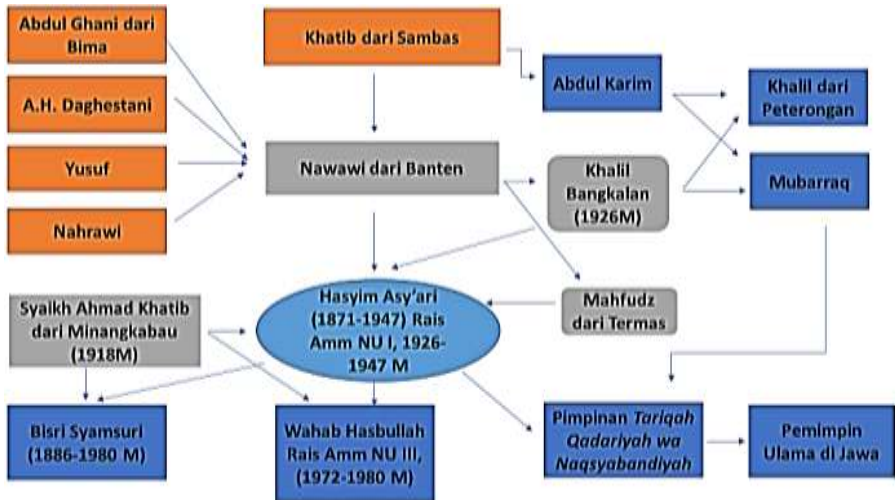 Abdul Ghani dari
Bima
Khatib dari Sambas
A.H. Daghestani
Abdul Karim
Khalil dari
Peterongan
Yusuf
Nawawi dari Banten
Khalil
Bangkalan
(1926M)
Mubarraq
Nahrawi
Syaikh Ahmad Khatib
dari Minangkabau
(1918M)
Hasyim Asy'ari
(1871-1947) Rais
Amm NU I, 1926-
1947 M
Mahfudz
dari Termas
Bisri Syamsuri
(1886-1980 M)
Wahab Hasbullah
Rais Amm NU III,
(1972-1980 M)
Pimpinan Tariqah
Qadariyah wa
Naqsyabandiyah
Pemimpin
Ulama di Jawa